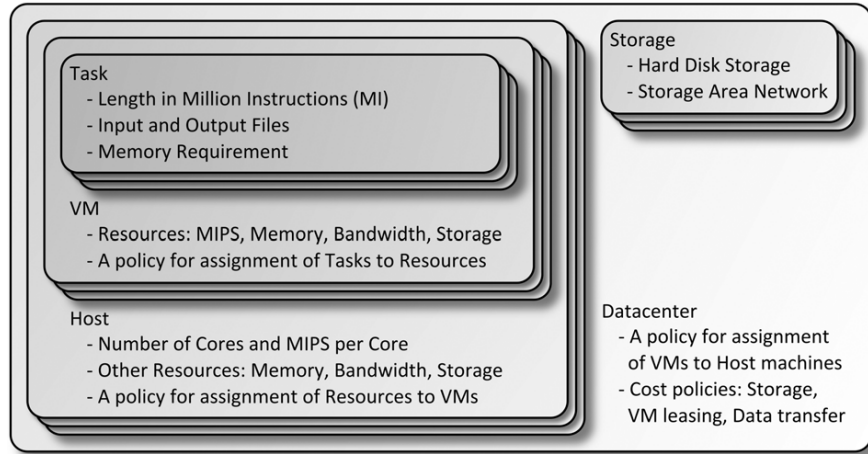 Task
- Length in Million Instructions (MI)
- Input and Output Files
- Memory Requirement
VM
- Resources: MIPS, Memory, Bandwidth, Storage
- A policy for assignment of Tasks to Resources
Host
- Number of Cores and MIPS per Core
- Other Resources: Memory, Bandwidth, Storage
- A policy for assignment of Resources to VMs
Storage
- Hard Disk Storage
- Storage Area Network
Datacenter
- A policy for assignment
of VMs to Host machines
- Cost policies: Storage,
VM leasing, Data transfer